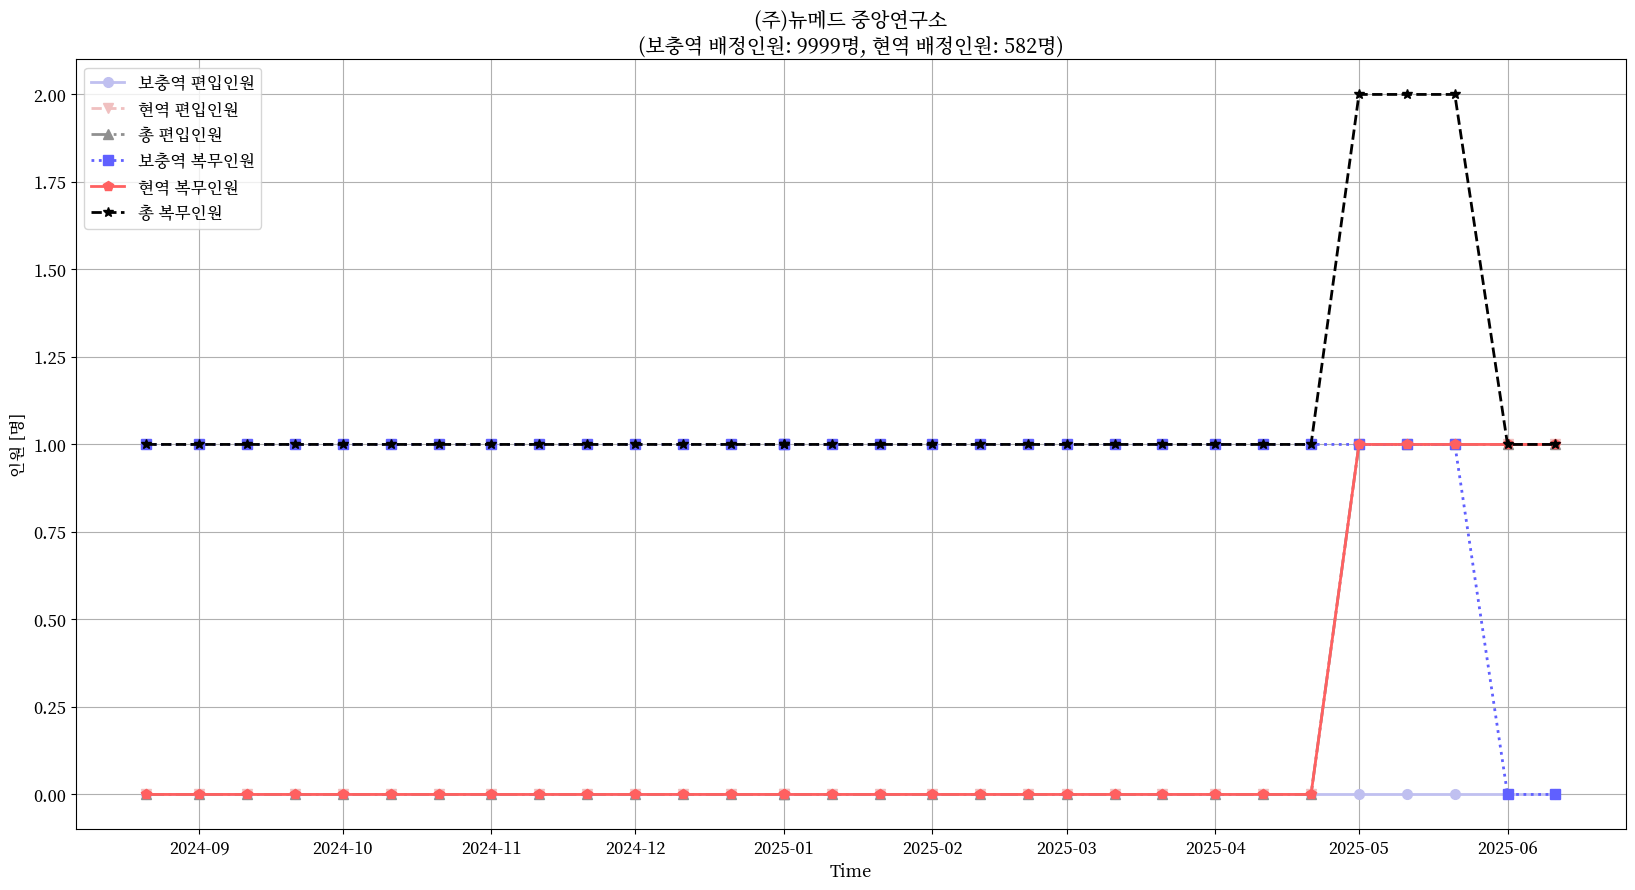 (주)뉴메드 중앙연구소
(보충역 배정인원: 9999명, 현역 배정인원: 582명)
보충역 편입인원
현역 편입인원
총 편입인원
보충역 복무인원
현역 복무인원
총 복무인원
2.00
1.75
1.50
1.25
1.00
0.75
0.50
0.25
0.00
인원 [명]
2024-09 2024-10 2024-11 2024-12 2025-01 2025-02 2025-03 2025-04 2025-05 2025-06
Time